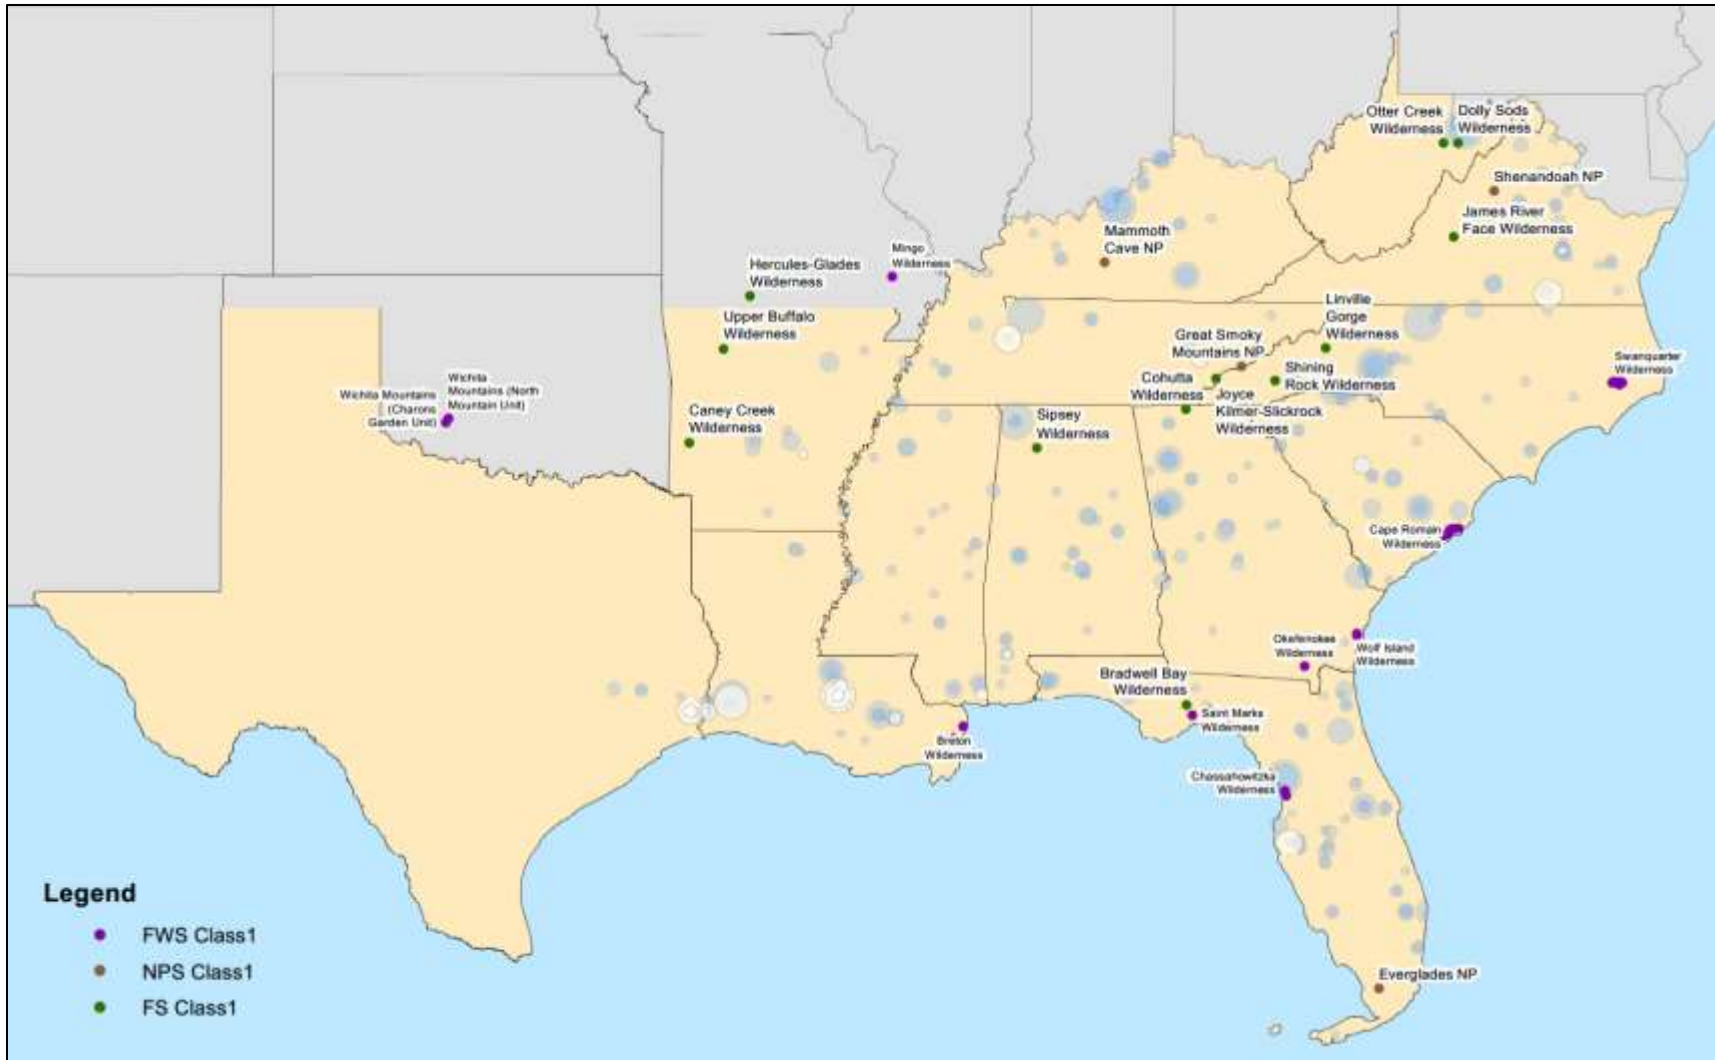 Otter Creek
Wilderness
Dolly Sods
Wilderness
Shenandoah NP
James River
Face Wilderness
Mammoth
Cave NP
Mingo
Wilderness
Hercules-Glades
Wilderness
Upper Buffalo
Wilderness
Linville
Gorge
Wilderness
Great Smoky
Mountains NP
Swanquarter
Wilderness
Wichita
Mountains (North
Mountain Unit)
Wichita Mountains
(Charons
Garden Unit)
Cohutta
Wilderness
Shining
Rock Wilderness
Joyce
Kilmer-Slickrock
Wilderness
Caney Creek
Wilderness
Sipsey
Wilderness
Cape Romain
Wilderness
Okefenokee
Wilderness
Wolf Island
Wilderness
Bradwell Bay
Wilderness
Saint Marks
Wilderness
Breton
Wilderness
Chassahowitzka
Wilderness
Everglades NP
Legend
FWS Class1
NPS Class1
FS Class1